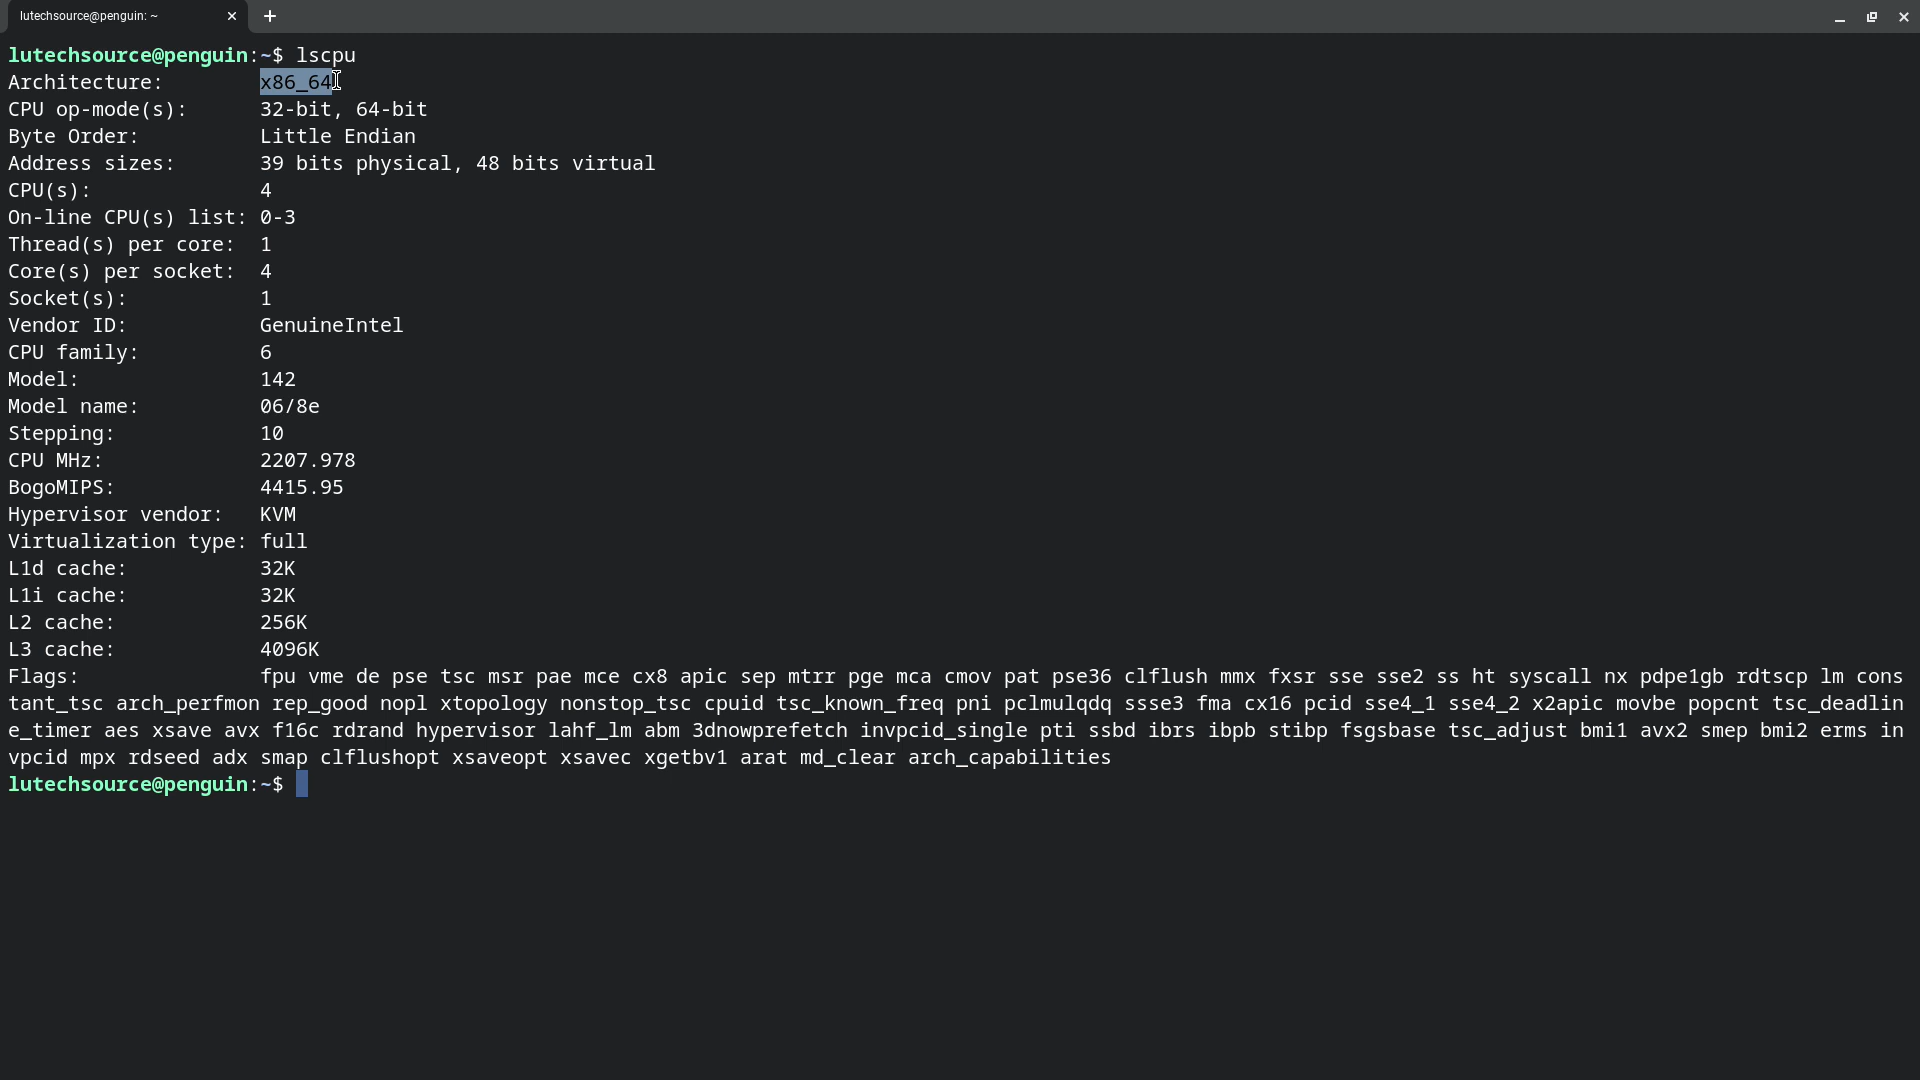 lutechsource@penguin: ~
lutechsource@penguin:~$ lscpu
Architecture: x86_64
CPU op-mode(s): 32-bit, 64-bit
Byte Order: Little Endian
Address sizes: 39 bits physical, 48 bits virtual
CPU(s): 4
On-line CPU(s) list: 0-3
Thread(s) per core: 1
Core(s) per socket: 4
Socket(s): 1
Vendor ID: GenuineIntel
CPU family: 6
Model: 142
Model name: 06/8e
Stepping: 10
CPU MHz: 2207.978
BogoMIPS: 4415.95
Hypervisor vendor: KVM
Virtualization type: full
L1d cache: 32K
L1i cache: 32K
L2 cache: 256K
L3 cache: 4096K
Flags: fpu vme de pse tsc msr pae mce cx8 apic sep mtrr pge mca cmov pat pse36 clflush mmx fxsr sse sse2 ss ht syscall nx pdpe1gb rdtscp lm cons
tant_tsc arch_perfmon rep_good nopl xtopology nonstop_tsc cpuid tsc_known_freq pni pclmulqdq ssse3 fma cx16 pcid sse4_1 sse4_2 x2apic movbe popcnt tsc_deadlin
e_timer aes xsave avx f16c rdrand hypervisor lahf_lm abm 3dnowprefetch invpcid_single pti ssbd ibrs ibpb stibp fsgsbase tsc_adjust bmi1 avx2 smep bmi2 erms in
vpcid mpx rdseed adx smap clflushopt xsaveopt xsavec xgetbv1 arat md_clear arch_capabilities
lutechsource@penguin:~$